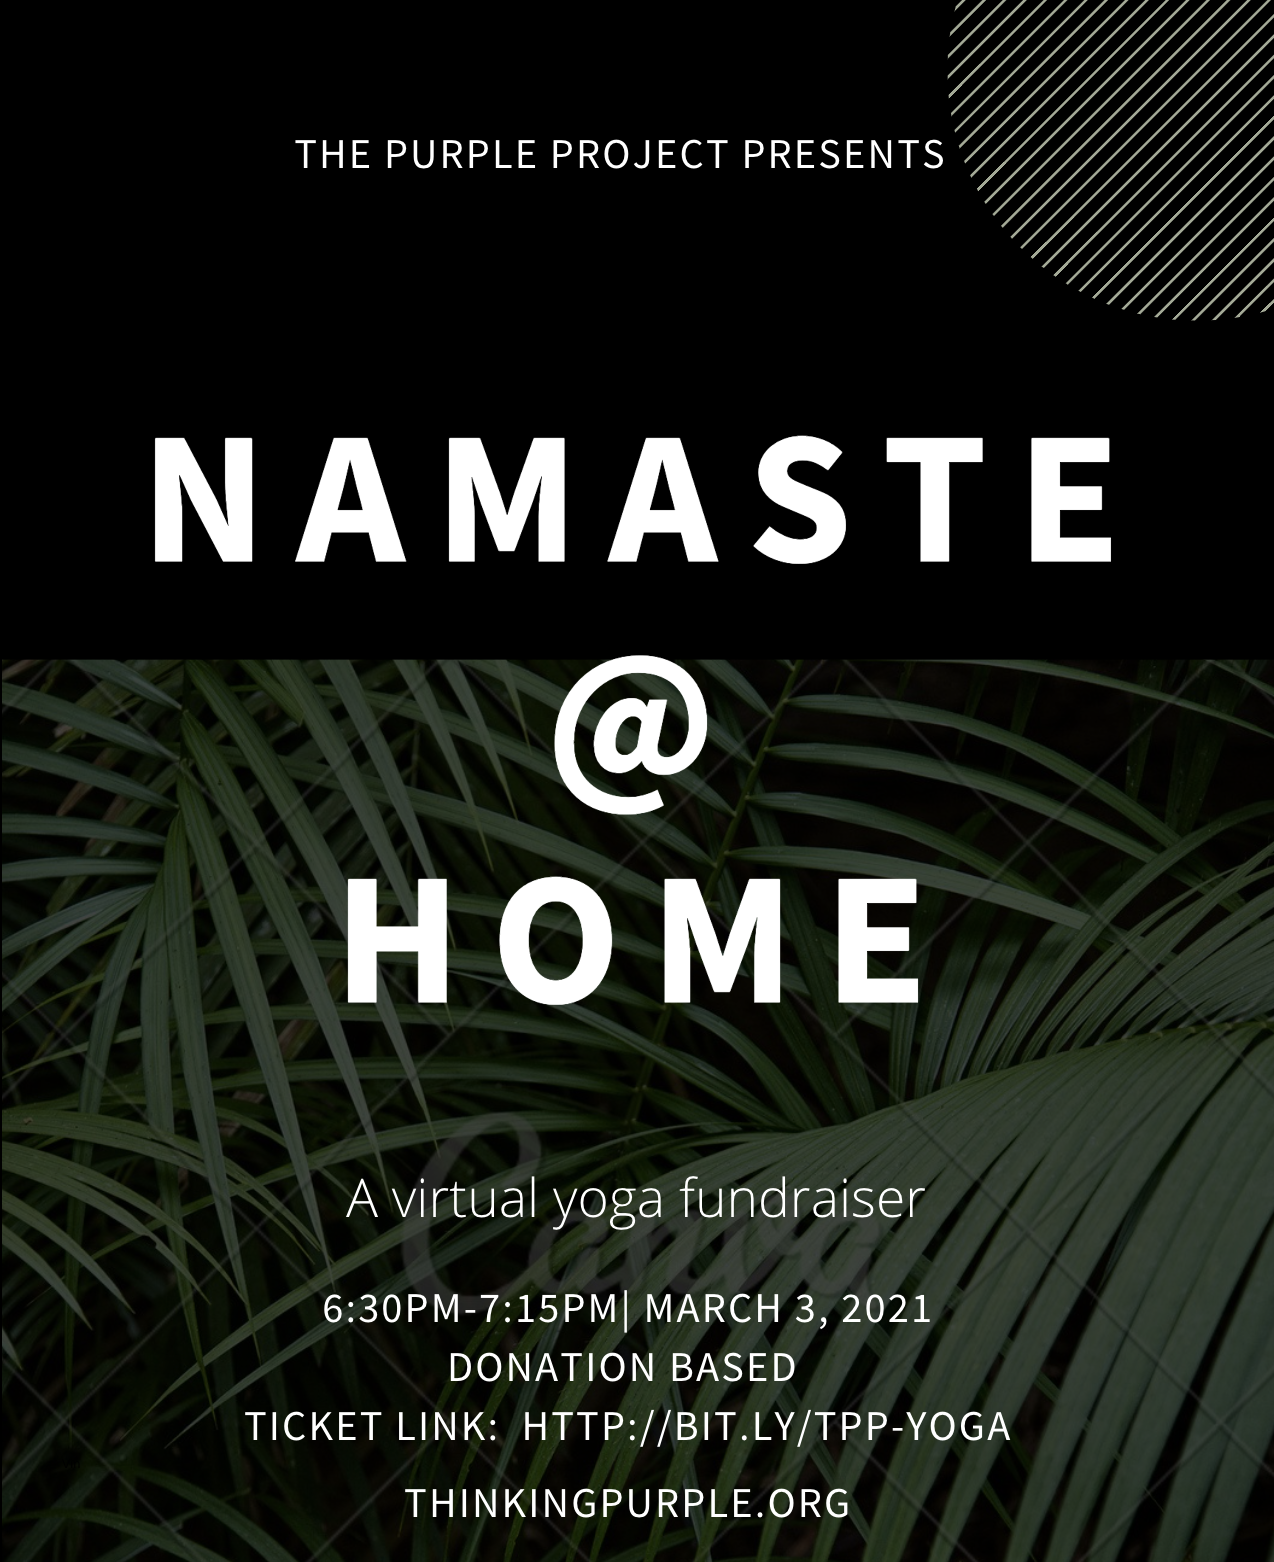 THE PURPLE PROJECT PRESENTS
NAMASTE
@
HOME
A virtual yoga fundraiser
Canva
6:30PM-7:15PM| MARCH 3, 2021
DONATION BASED
TICKET LINK: HTTP://BIT.LY/TPP-YOGA
THINKINGPURPLE.ORG